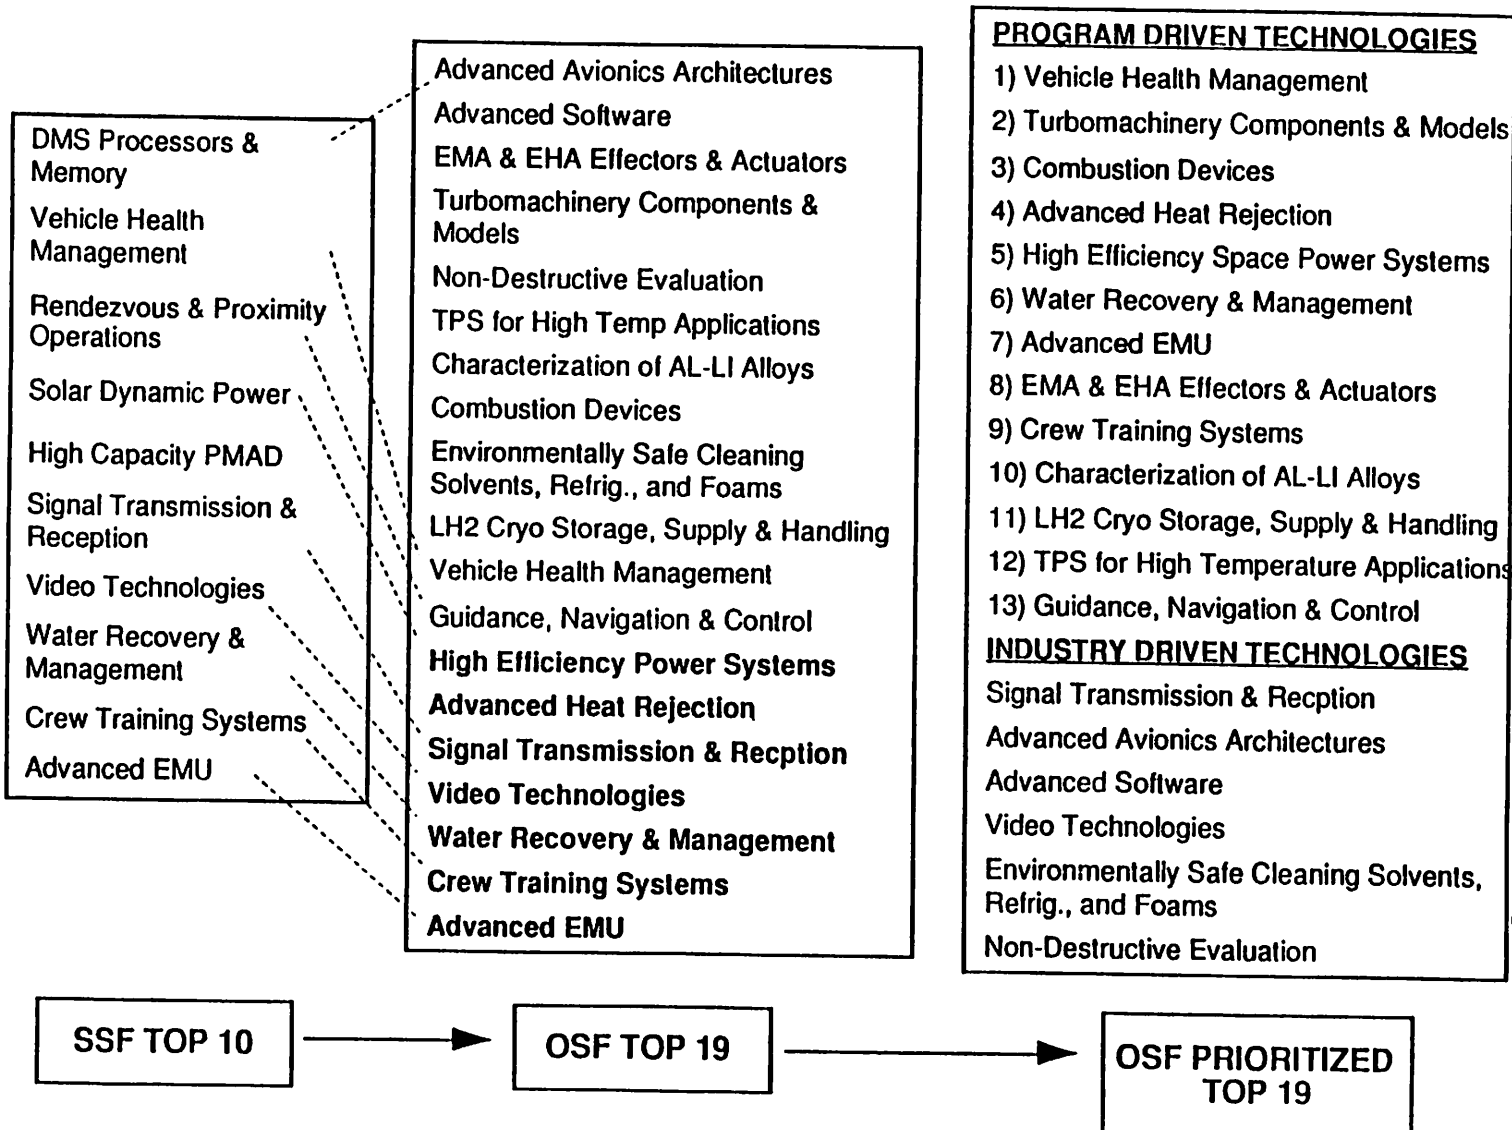 DMS Processors &
Memory
Vehicle Health
Management
Rendezvous & Proximity
Operations
Solar Dynamic Power
High Capacity PMAD
Signal Transmission &
Reception
Video Technologies
Water Recovery &
Management
Crew Training Systems
Advanced EMU
Advanced Avionics Architectures
Advanced Software
EMA & EHA Effectors & Actuators
Turbomachinery Components &
Models
Non-Destructive Evaluation
TPS for High Temp Applications
Characterization of AL-LI Alloys
Combustion Devices
Environmentally Safe Cleaning
Solvents, Refrig., and Foams
LH2 Cryo Storage, Supply & Handling
Vehicle Health Management
Guidance, Navigation & Control
High Efficiency Power Systems
Advanced Heat Rejection
Signal Transmission & Recption
Video Technologies
Water Recovery & Management
Crew Training Systems
Advanced EMU
PROGRAM DRIVEN TECHNOLOGIES
1) Vehicle Health Management
2) Turbomachinery Components & Models
3) Combustion Devices
4) Advanced Heat Rejection
5) High Efficiency Space Power Systems
6) Water Recovery & Management
7) Advanced EMU
8) EMA & EHA Effectors & Actuators
9) Crew Training Systems
10) Characterization of AL-LI Alloys
11) LH2 Cryo Storage, Supply & Handling
12) TPS for High Temperature Applications
13) Guidance, Navigation & Control
INDUSTRY DRIVEN TECHNOLOGIES
Signal Transmission & Recption
Advanced Avionics Architectures
Advanced Software
Video Technologies
Environmentally Safe Cleaning Solvents,
Refrig., and Foams
Non-Destructive Evaluation
SSF TOP 10
OSF TOP 19
OSF PRIORITIZED
TOP 19